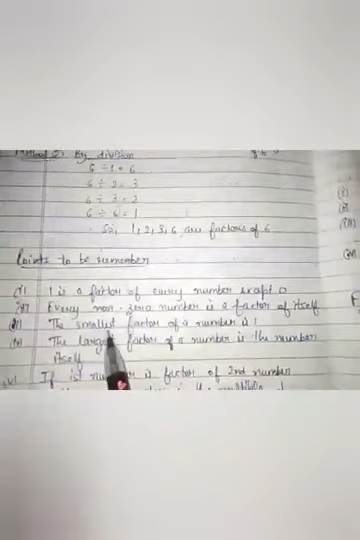 Method ② By division
6 ÷ 1 = 6
6 ÷ 2 = 3
6 ÷ 3 = 2
6 ÷ 6 = 1
So, 1, 2, 3, 6 are factors of 6
Points to be remember
(i) 1 is a factor of every number except 0
(ii) Every non-zero number is a factor of itself
(iii) The smallest factor of a number is 1
(iv) The largest factor of a number is the number
itself
(v) If 1st number is factor of 2nd number